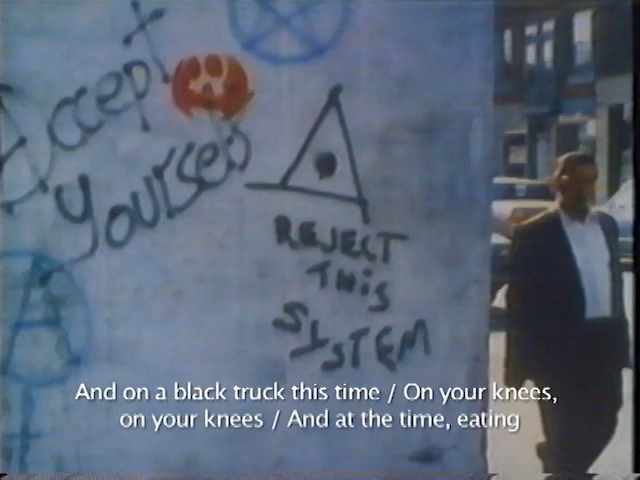 Accept
Yourself
REJECT
THiS
SYSTEM
And on a black truck this time / On your knees,
on your knees / And at the time, eating